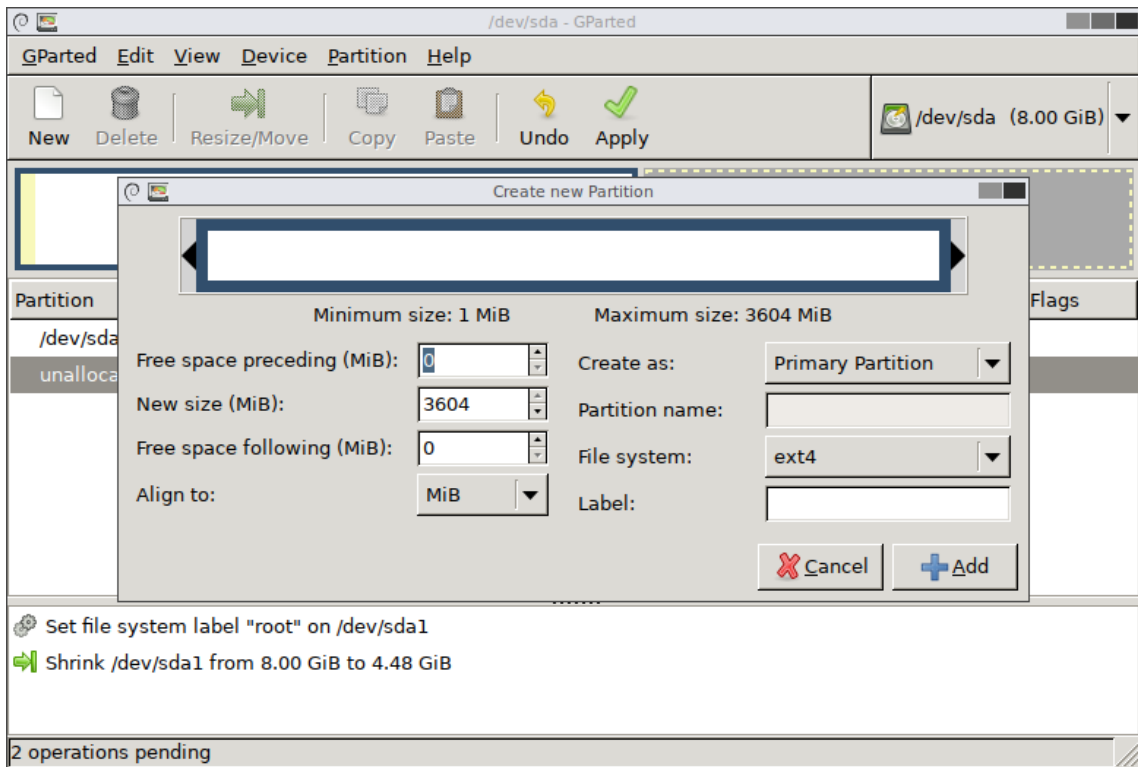 /dev/sda - GParted
GParted Edit View Device Partition Help
New Delete Resize/Move Copy Paste Undo Apply /dev/sda (8.00 GiB)
Create new Partition
Minimum size: 1 MiB Maximum size: 3604 MiB
Partition Flags
/dev/sda
unalloca
Free space preceding (MiB): 0 Create as: Primary Partition
New size (MiB): 3604 Partition name:
Free space following (MiB): 0 File system: ext4
Align to: MiB Label:
Cancel Add
Set file system label "root" on /dev/sda1
Shrink /dev/sda1 from 8.00 GiB to 4.48 GiB
2 operations pending